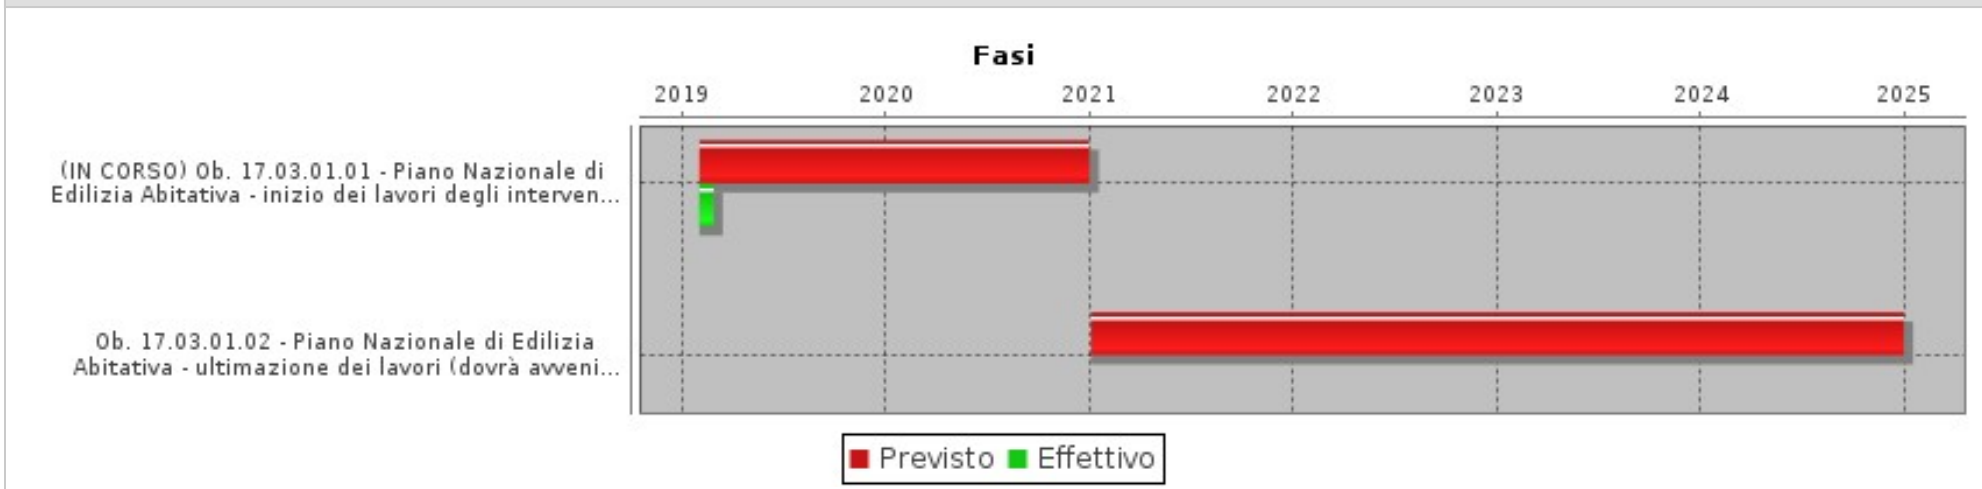 Fasi
2019 2020 2021 2022 2023 2024 2025
(IN CORSO) Ob. 17.03.01.01 - Piano Nazionale di
Edilizia Abitativa - inizio dei lavori degli interven...
Ob. 17.03.01.02 - Piano Nazionale di Edilizia
Abitativa - ultimazione dei lavori (dovrà avveni...
Previsto Effettivo